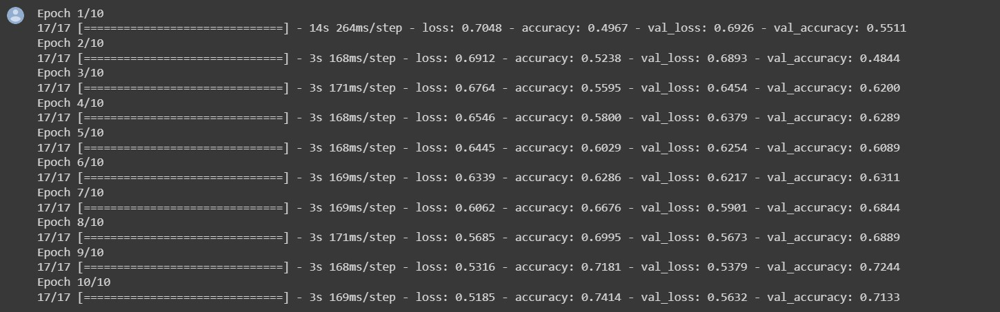 Epoch 1/10
17/17 [==============================] - 14s 264ms/step - loss: 0.7048 - accuracy: 0.4967 - val_loss: 0.6926 - val_accuracy: 0.5511
Epoch 2/10
17/17 [==============================] - 3s 168ms/step - loss: 0.6912 - accuracy: 0.5238 - val_loss: 0.6893 - val_accuracy: 0.4844
Epoch 3/10
17/17 [==============================] - 3s 171ms/step - loss: 0.6764 - accuracy: 0.5595 - val_loss: 0.6454 - val_accuracy: 0.6200
Epoch 4/10
17/17 [==============================] - 3s 168ms/step - loss: 0.6546 - accuracy: 0.5800 - val_loss: 0.6379 - val_accuracy: 0.6289
Epoch 5/10
17/17 [==============================] - 3s 168ms/step - loss: 0.6445 - accuracy: 0.6029 - val_loss: 0.6254 - val_accuracy: 0.6089
Epoch 6/10
17/17 [==============================] - 3s 169ms/step - loss: 0.6339 - accuracy: 0.6286 - val_loss: 0.6217 - val_accuracy: 0.6311
Epoch 7/10
17/17 [==============================] - 3s 169ms/step - loss: 0.6062 - accuracy: 0.6676 - val_loss: 0.5901 - val_accuracy: 0.6844
Epoch 8/10
17/17 [==============================] - 3s 171ms/step - loss: 0.5685 - accuracy: 0.6995 - val_loss: 0.5673 - val_accuracy: 0.6889
Epoch 9/10
17/17 [==============================] - 3s 168ms/step - loss: 0.5316 - accuracy: 0.7181 - val_loss: 0.5379 - val_accuracy: 0.7244
Epoch 10/10
17/17 [==============================] - 3s 169ms/step - loss: 0.5185 - accuracy: 0.7414 - val_loss: 0.5632 - val_accuracy: 0.7133